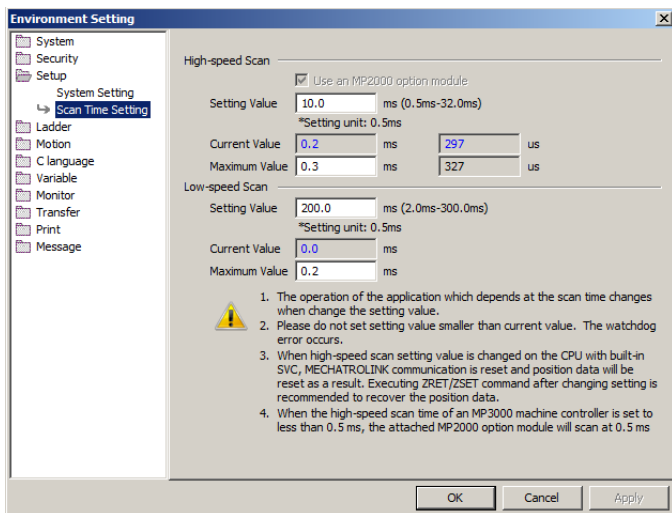 Environment Setting
System
Security
Setup
System Setting
Scan Time Setting
Ladder
Motion
C language
Variable
Monitor
Transfer
Print
Message
High-speed Scan
Use an MP2000 option module
Setting Value 10.0 ms (0.5ms-32.0ms)
*Setting unit: 0.5ms
Current Value 0.2 ms 297 us
Maximum Value 0.3 ms 327 us
Low-speed Scan
Setting Value 200.0 ms (2.0ms-300.0ms)
*Setting unit: 0.5ms
Current Value 0.0 ms
Maximum Value 0.2 ms
1. The operation of the application which depends at the scan time changes
when change the setting value.
2. Please do not set setting value smaller than current value. The watchdog
error occurs.
3. When high-speed scan setting value is changed on the CPU with built-in
SVC, MECHATROLINK communication is reset and position data will be
reset as a result. Executing ZRET/ZSET command after changing setting is
recommended to recover the position data.
4. When the high-speed scan time of an MP3000 machine controller is set to
less than 0.5 ms, the attached MP2000 option module will scan at 0.5 ms
OK Cancel Apply